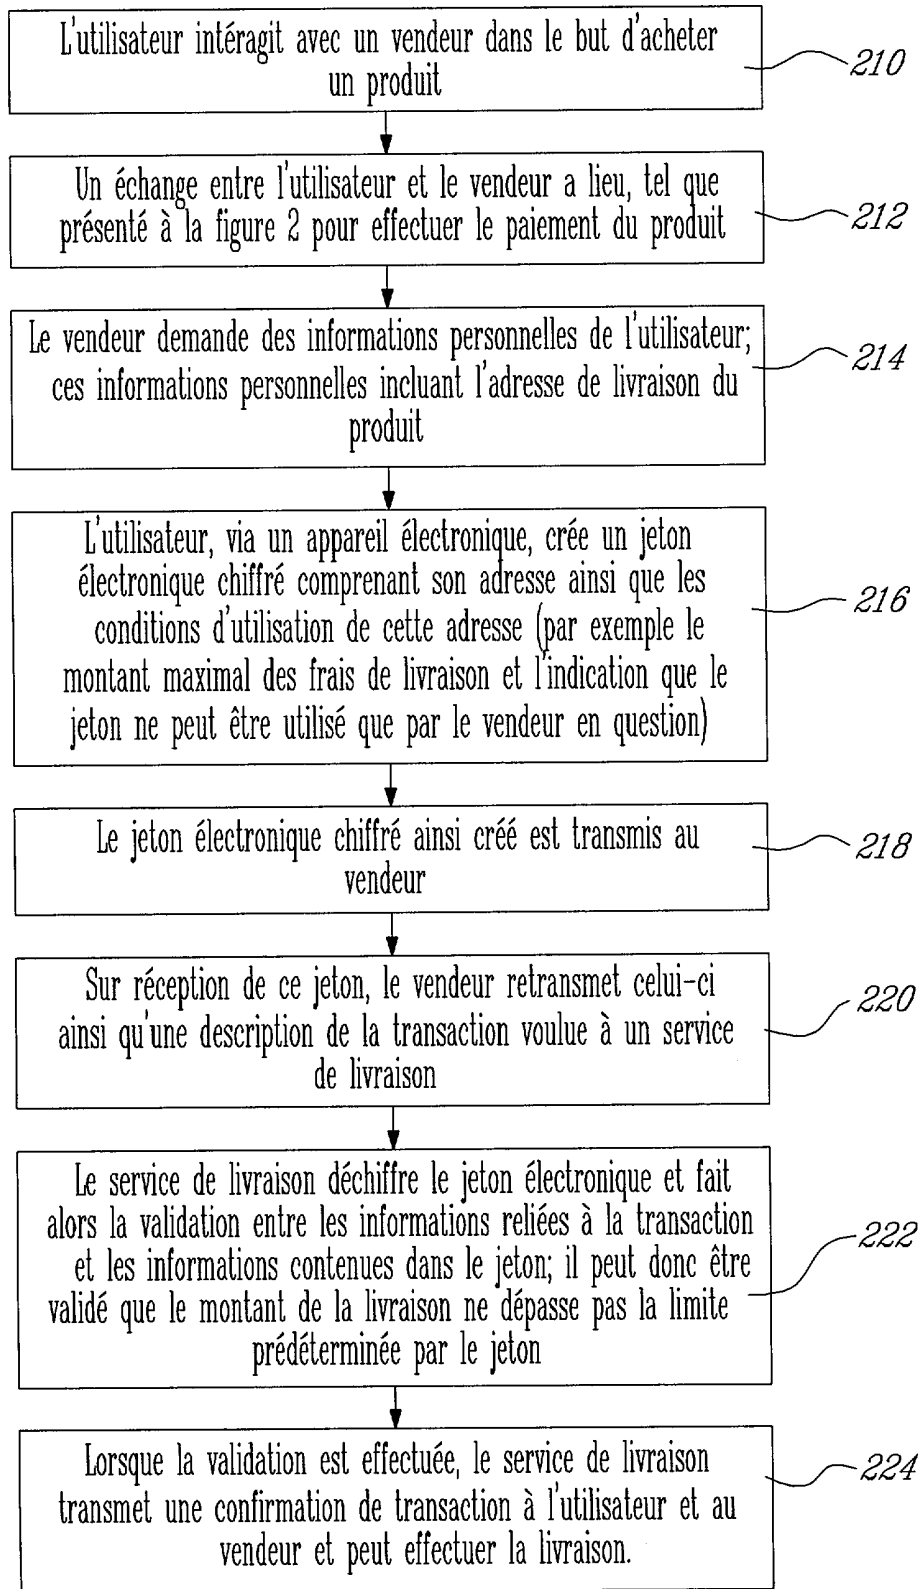 L'utilisateur intéragit avec un vendeur dans le but d'acheter
un produit
210
Un échange entre l'utilisateur et le vendeur a lieu, tel que
présenté à la figure 2 pour effectuer le paiement du produit
212
Le vendeur demande des informations personnelles de l'utilisateur;
ces informations personnelles incluant l'adresse de livraison du
produit
214
L'utilisateur, via un appareil électronique, crée un jeton
électronique chiffré comprenant son adresse ainsi que les
conditions d'utilisation de cette adresse (par exemple le
montant maximal des frais de livraison et l'indication que le
jeton ne peut être utilisé que par le vendeur en question)
216
Le jeton électronique chiffré ainsi créé est transmis au
vendeur
218
Sur réception de ce jeton, le vendeur retransmet celui-ci
ainsi qu'une description de la transaction voulue à un service
de livraison
220
Le service de livraison déchiffre le jeton électronique et fait
alors la validation entre les informations reliées à la transaction
et les informations contenues dans le jeton; il peut donc être
validé que le montant de la livraison ne dépasse pas la limite
prédéterminée par le jeton
222
Lorsque la validation est effectuée, le service de livraison
transmet une confirmation de transaction à l'utilisateur et au
vendeur et peut effectuer la livraison.
224